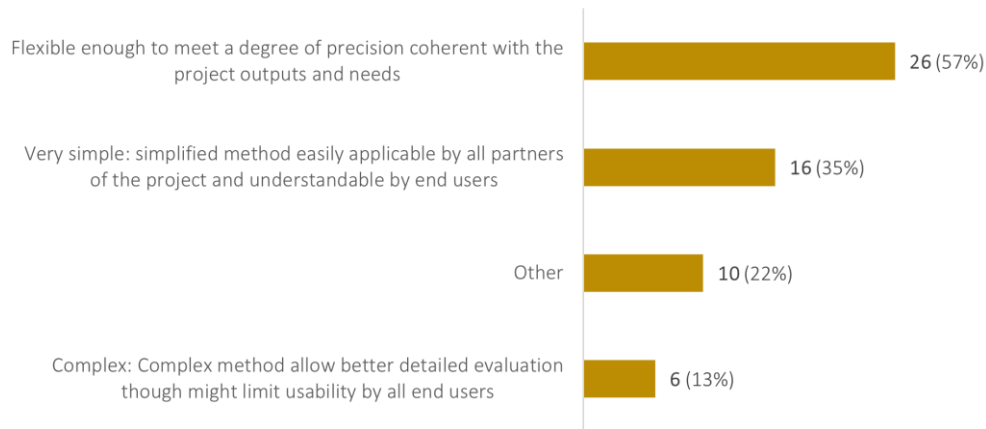 Flexible enough to meet a degree of precision coherent with the
project outputs and needs
26 (57%)
Very simple: simplified method easily applicable by all partners
of the project and understandable by end users
16 (35%)
Other
10 (22%)
Complex: Complex method allow better detailed evaluation
though might limit usability by all end users
6 (13%)